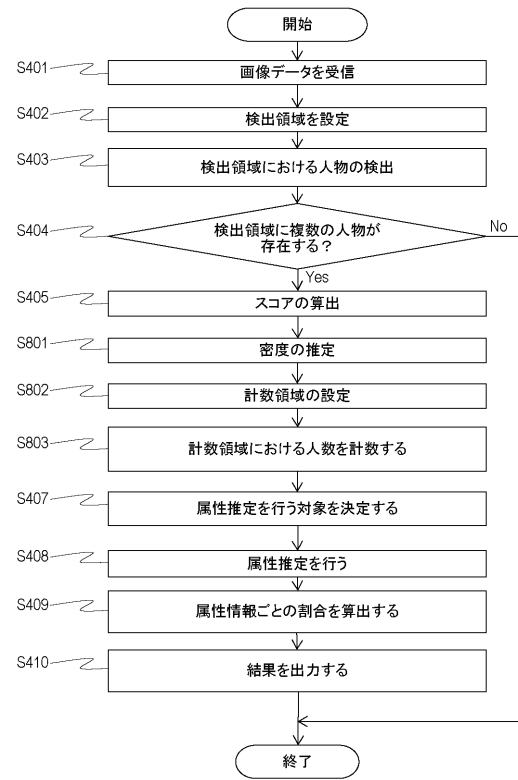 開始
S401
画像データを受信
S402
検出領域を設定
S403
検出領域における人物の検出
S404
検出領域に複数の人物が
存在する？
No
Yes
S405
スコアの算出
S801
密度の推定
S802
計数領域の設定
S803
計数領域における人数を計数する
S407
属性推定を行う対象を決定する
S408
属性推定を行う
S409
属性情報ごとの割合を算出する
S410
結果を出力する
終了